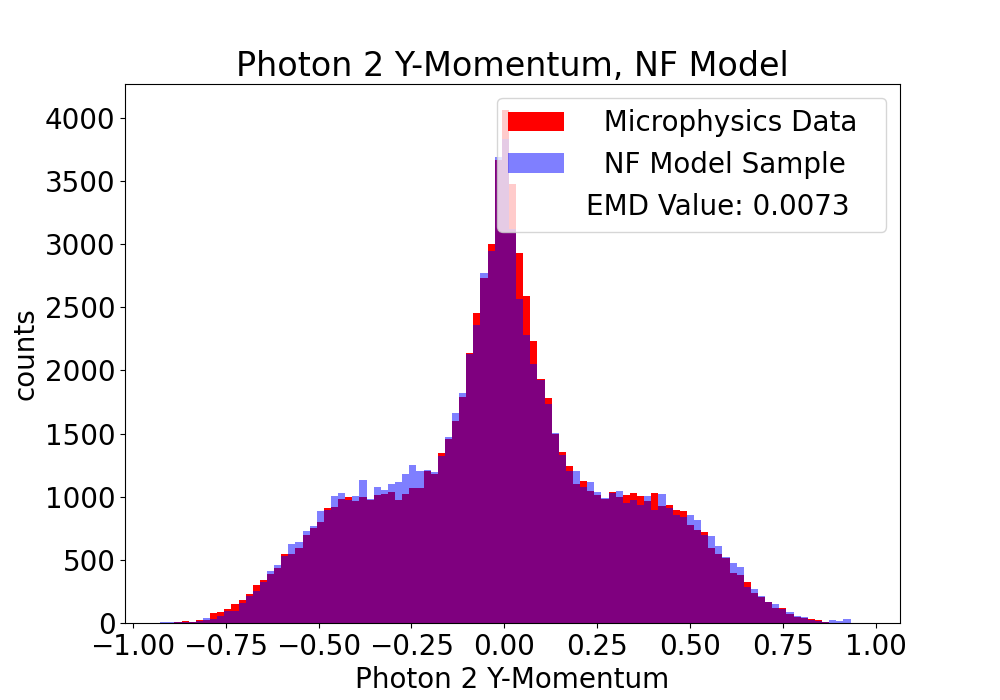 Photon 2 Y-Momentum, NF Model
Microphysics Data
NF Model Sample
EMD Value: 0.0073
counts
4000
3500
3000
2500
2000
1500
1000
500
0
−1.00 −0.75 −0.50 −0.25 0.00 0.25 0.50 0.75 1.00
Photon 2 Y-Momentum